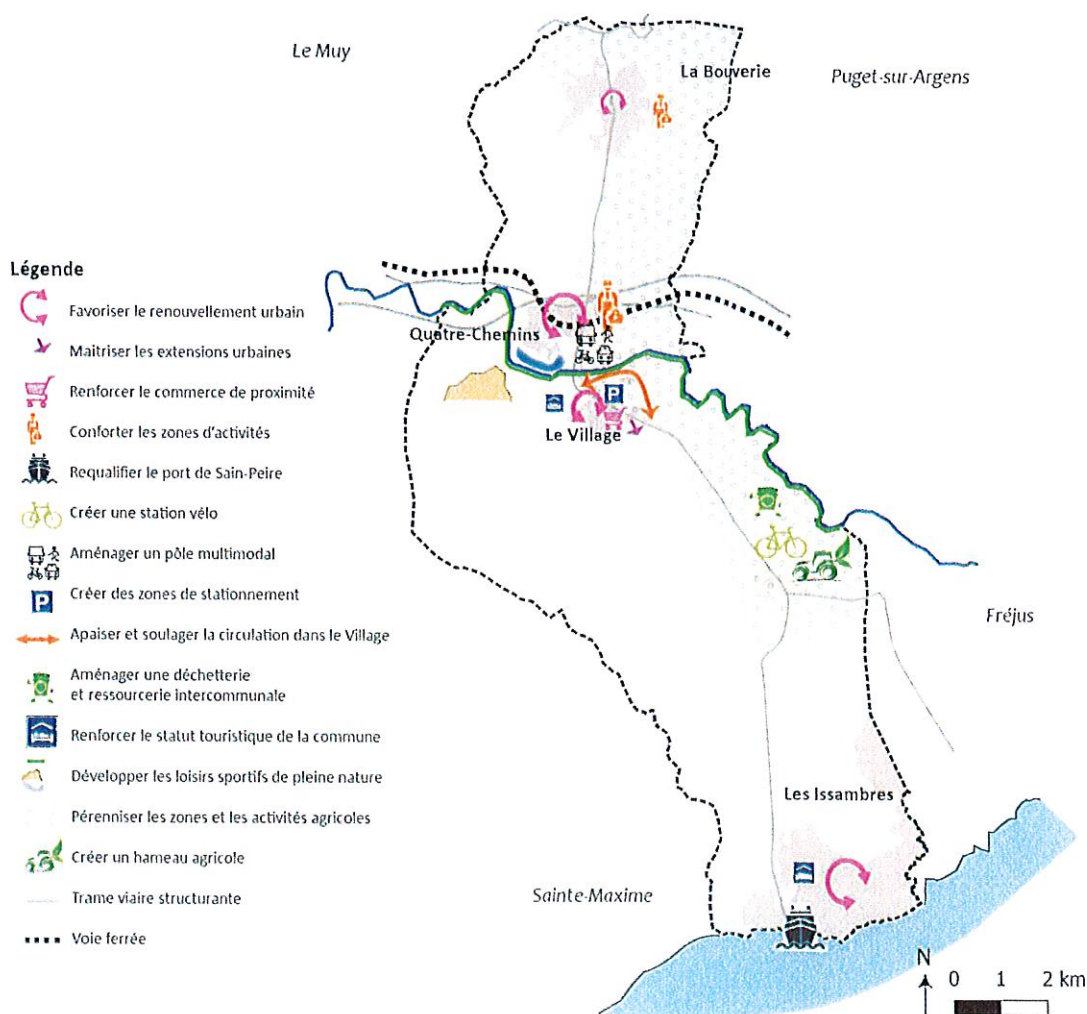 Le Muy
La Bouverie
Puget-sur-Argens
Légende
Favoriser le renouvellement urbain
Quatre-Chemins
Maîtriser les extensions urbaines
Renforcer le commerce de proximité
P
Le Village
Conforter les zones d'activités
Requalifier le port de Sain-Peire
Créer une station vélo
Aménager un pôle multimodal
P
Créer des zones de stationnement
Fréjus
Apaiser et soulager la circulation dans le Village
Aménager une déchetterie
et ressourcerie intercommunale
Renforcer le statut touristique de la commune
Développer les loisirs sportifs de pleine nature
Les Issambres
Pérenniser les zones et les activités agricoles
Créer un hameau agricole
Sainte-Maxime
Trame viaire structurante
Voie ferrée
N
0 1 2 km